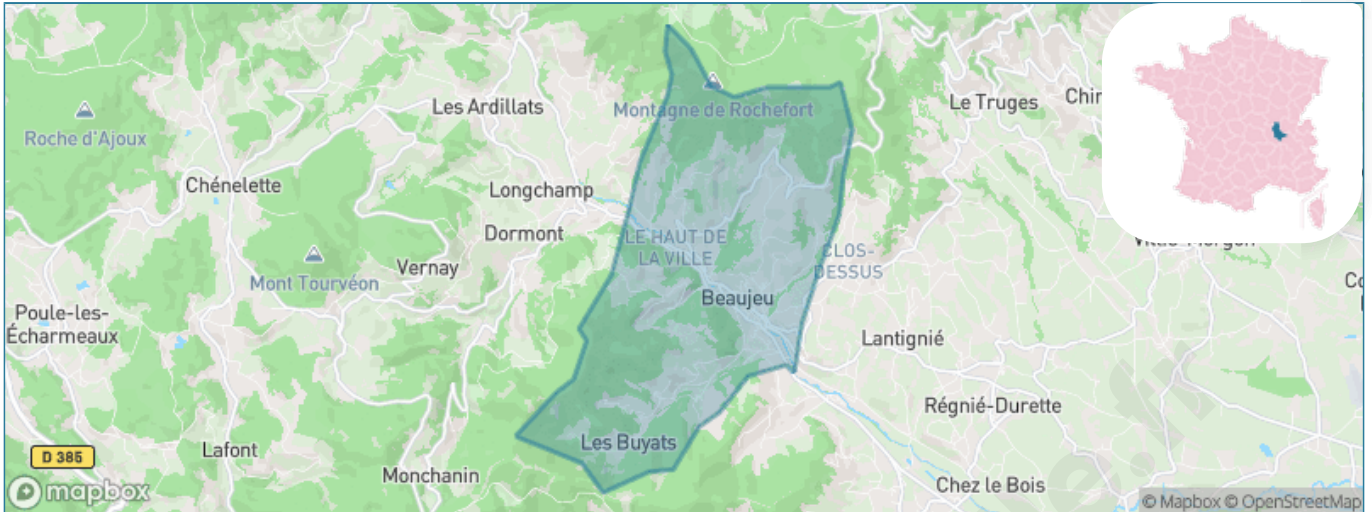 Les Ardillats
Montagne de Rochefort
Le Truges
Roche d'Ajoux
Chénelette
Longchamp
Dormont
LE HAUT DE
LA VILLE
CLOS-
DESSUS
Mont Tourvéon
Vernay
Beaujeu
Poule-les-
Écharmeaux
Lantignié
Régnié-Durette
Les Buyats
D 385
Lafont
Monchanin
Chez le Bois
mapbox
© Mapbox © OpenStreetMap